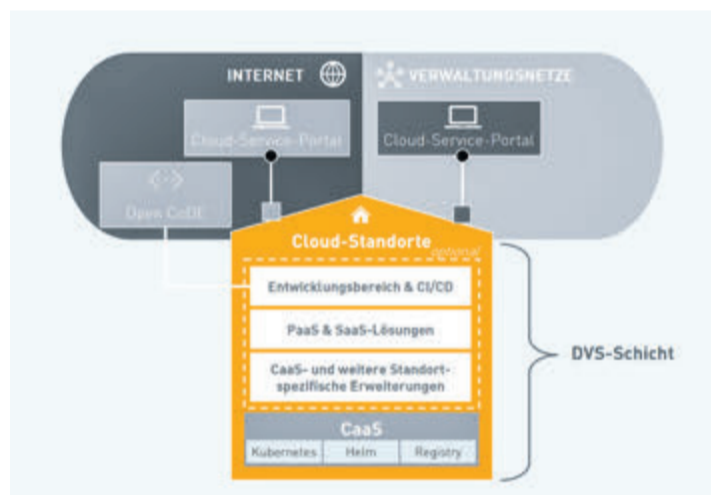 INTERNET
VERWALTUNGSNETZE
Cloud-Service-Portal
Cloud-Service-Portal
Open CoDE
Cloud-Standorte
optional
Entwicklungsbereich & CI/CD
PaaS & SaaS-Lösungen
CaaS- und weitere Standort-
spezifische Erweiterungen
DVS-Schicht
CaaS
Kubernetes
Helm
Registry